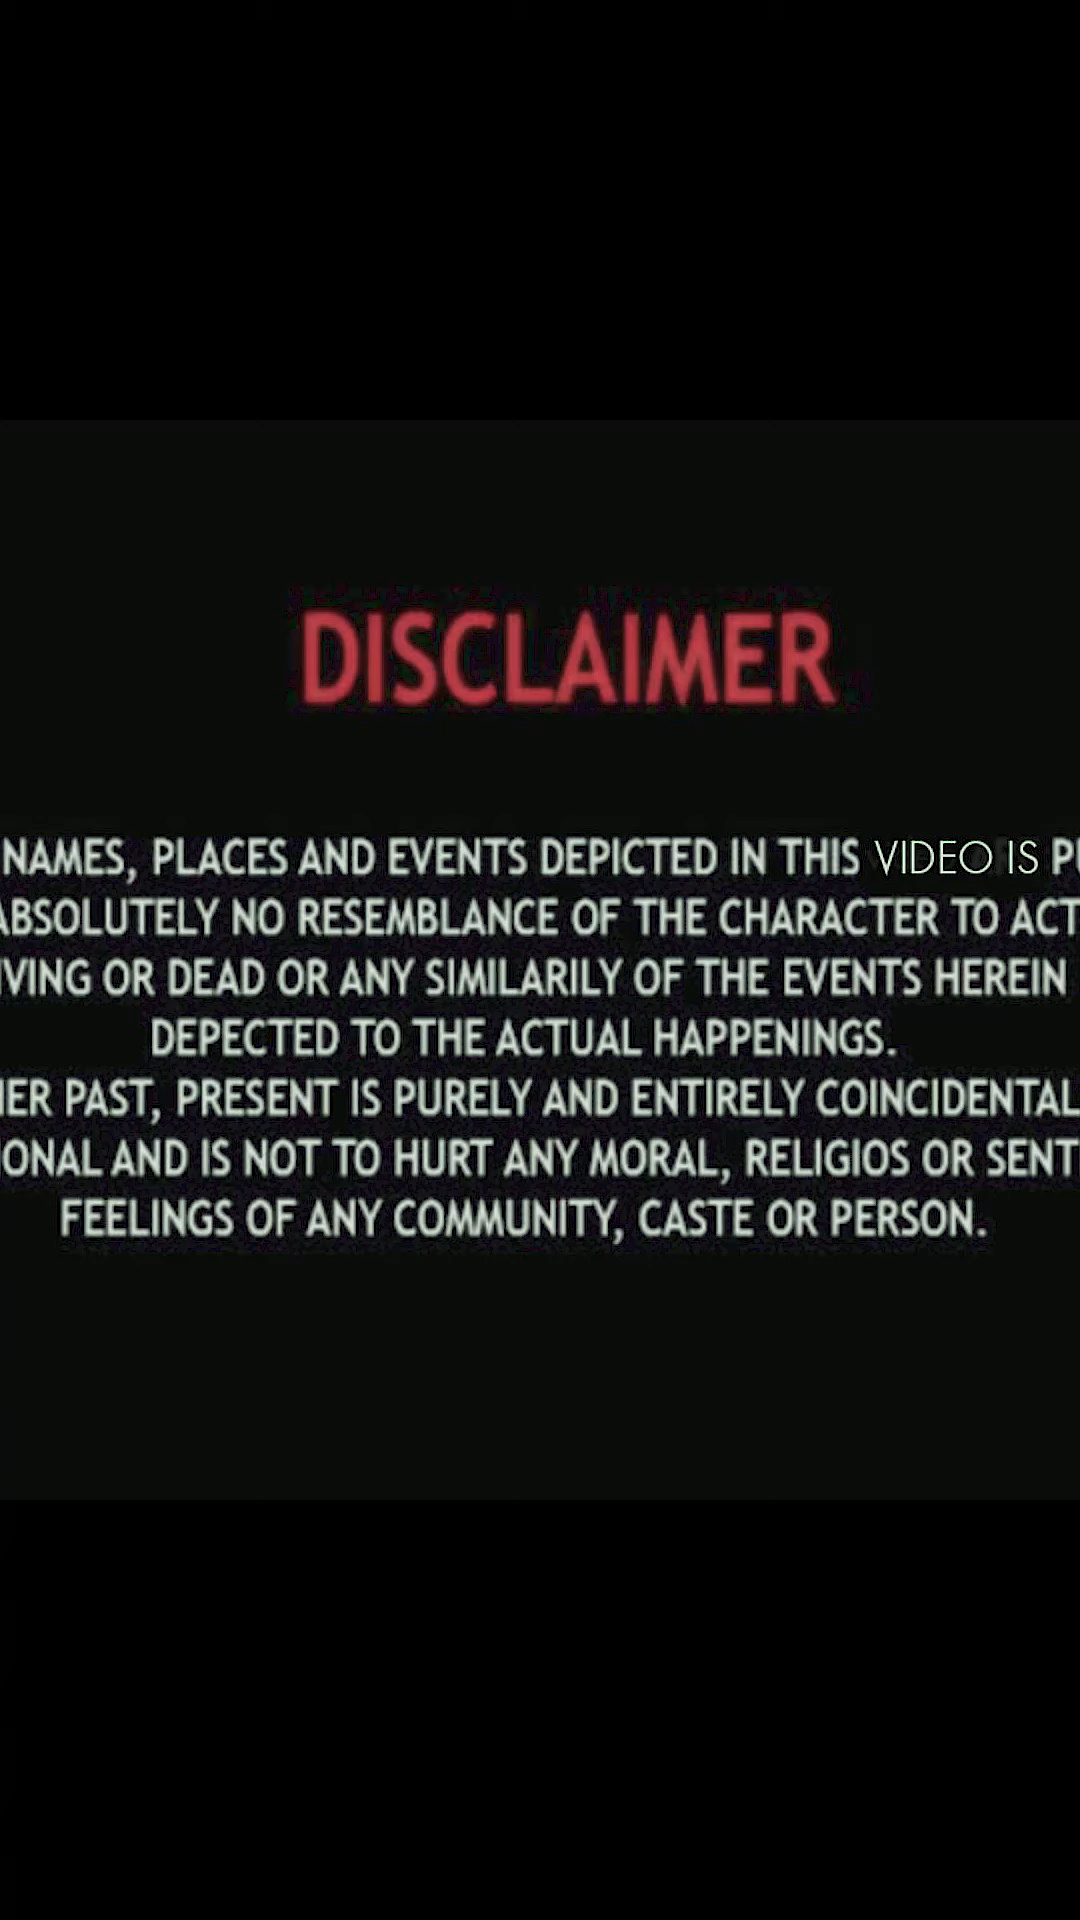 DISCLAIMER
NAMES, PLACES AND EVENTS DEPICTED IN THIS VIDEO IS PU
ABSOLUTELY NO RESEMBLANCE OF THE CHARACTER TO ACT
IVING OR DEAD OR ANY SIMILARILY OF THE EVENTS HEREIN
DEPECTED TO THE ACTUAL HAPPENINGS.
IER PAST, PRESENT IS PURELY AND ENTIRELY COINCIDENTAL
ONAL AND IS NOT TO HURT ANY MORAL, RELIGIOS OR SENT
FEELINGS OF ANY COMMUNITY, CASTE OR PERSON.